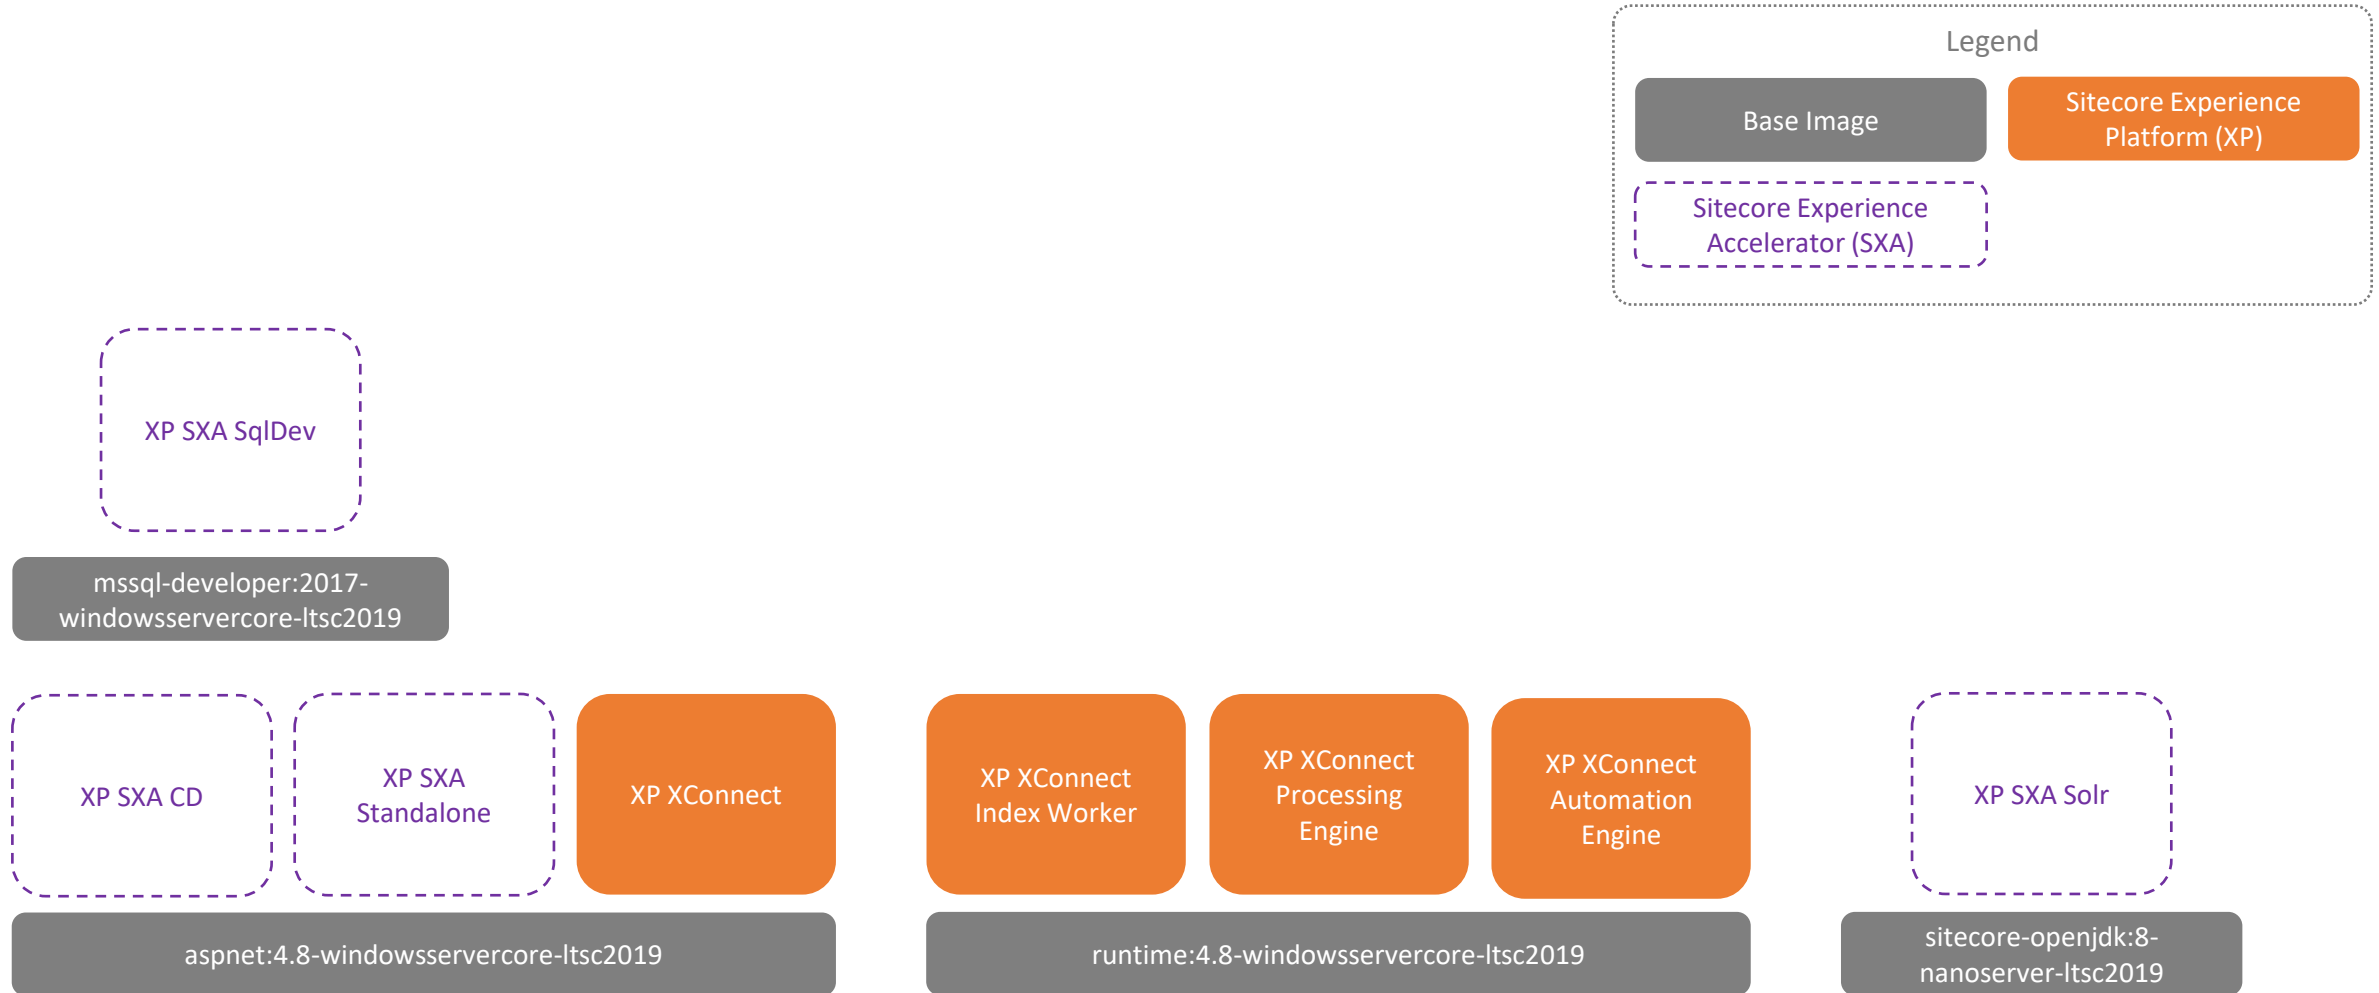 Legend
Base Image
Sitecore Experience
Platform (XP)
Sitecore Experience
Accelerator (SXA)
XP SXA SqlDev
mssql-developer:2017-
windowsservercore-ltsc2019
XP SXA CD
XP SXA
Standalone
XP XConnect
XP XConnect
Index Worker
XP XConnect
Processing
Engine
XP XConnect
Automation
Engine
XP SXA Solr
aspnet:4.8-windowsservercore-ltsc2019
runtime:4.8-windowsservercore-ltsc2019
sitecore-openjdk:8-
nanoserver-ltsc2019